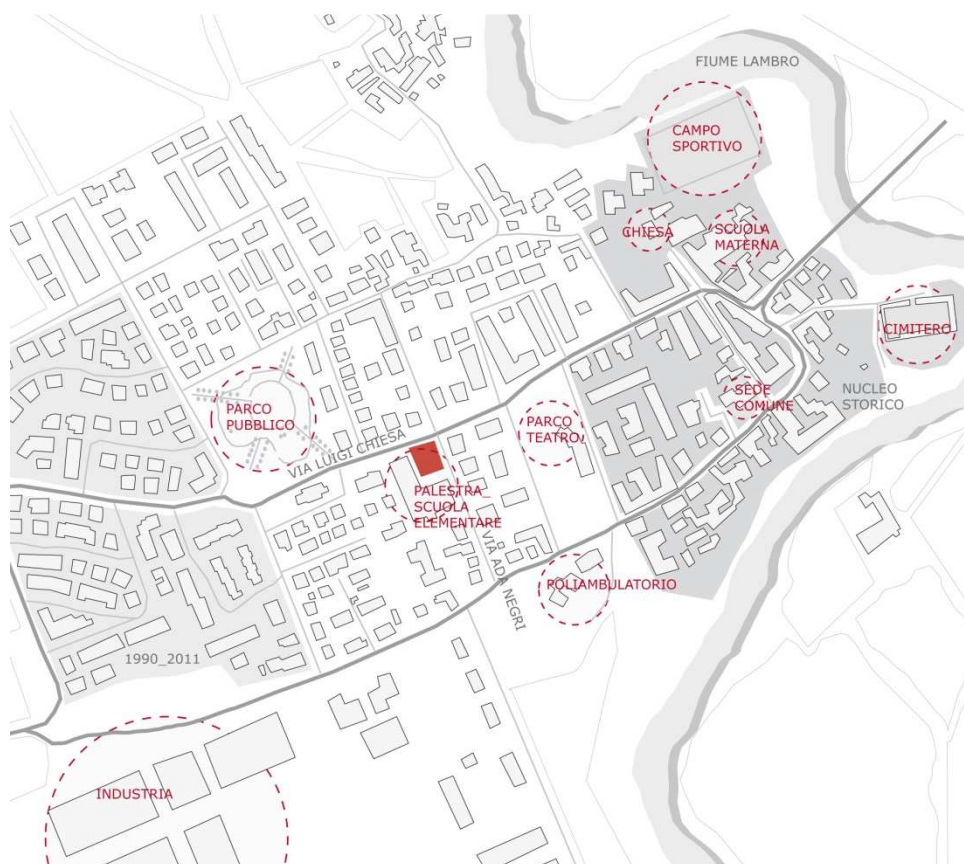 FIUME LAMBRO
CAMPO
SPORTIVO
CHIESA
SCUOLA
MATERNA
CIMITERO
NUCLEO
STORICO
SEDE
COMUNE
PARCO
TEATRO
PARCO
PUBBLICO
VIA LUIGI CHIESA
PALESTRA_
SCUOLA
ELEMENTARE
VIA ADA NEGRI
POLIAMBULATORIO
1990_2011
INDUSTRIA